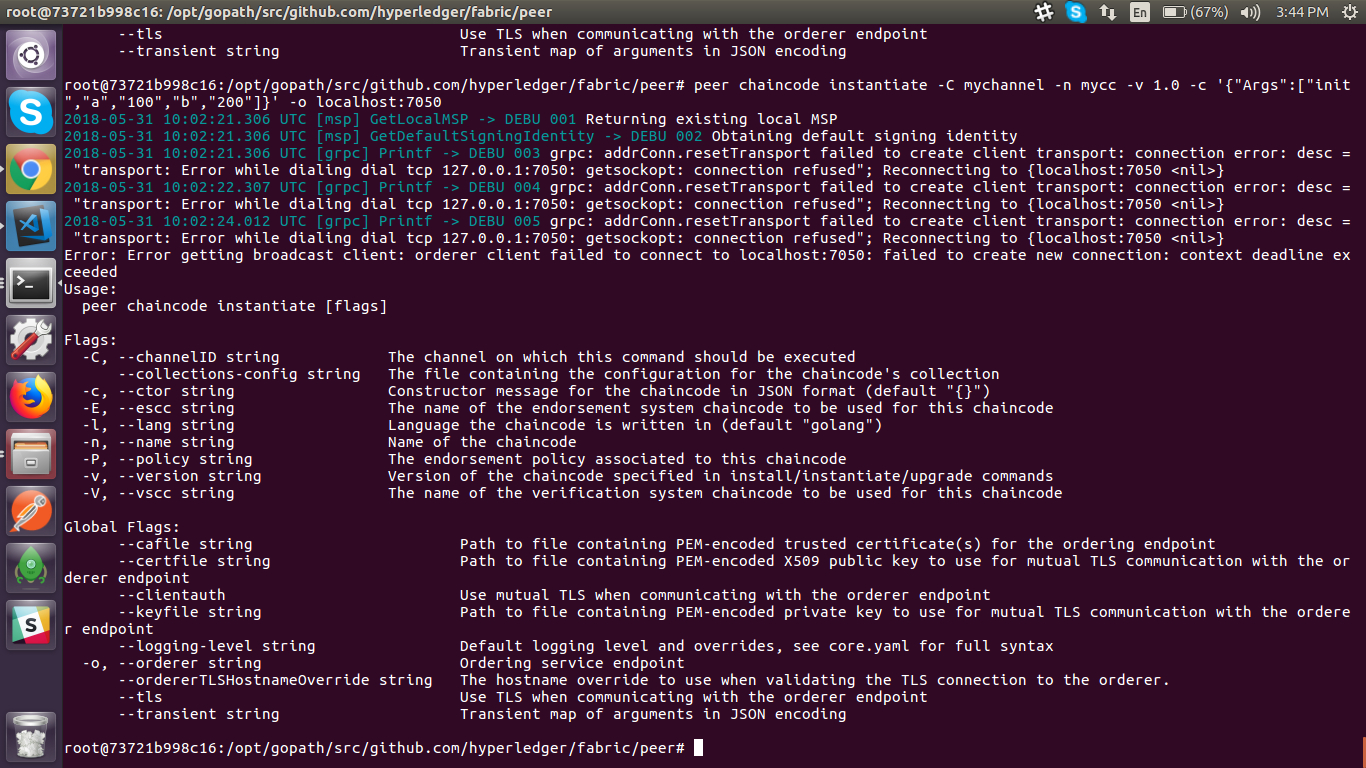 root@73721b998c16: /opt/gopath/src/github.com/hyperledger/fabric/peer
En
(67%)
3:44 PM
--tls Use TLS when communicating with the orderer endpoint
--transient string Transient map of arguments in JSON encoding
root@73721b998c16:/opt/gopath/src/github.com/hyperledger/fabric/peer# peer chaincode instantiate -C mychannel -n mycc -v 1.0 -c '{"Args":["init
","a","100","b","200"]}' -o localhost:7050
2018-05-31 10:02:21.306 UTC [msp] GetLocalMSP -> DEBU 001 Returning existing local MSP
2018-05-31 10:02:21.306 UTC [msp] GetDefaultSigningIdentity -> DEBU 002 Obtaining default signing identity
2018-05-31 10:02:21.306 UTC [grpc] Printf -> DEBU 003 grpc: addrConn.resetTransport failed to create client transport: connection error: desc =
"transport: Error while dialing dial tcp 127.0.0.1:7050: getsockopt: connection refused"; Reconnecting to {localhost:7050 <nil>}
2018-05-31 10:02:22.307 UTC [grpc] Printf -> DEBU 004 grpc: addrConn.resetTransport failed to create client transport: connection error: desc =
"transport: Error while dialing dial tcp 127.0.0.1:7050: getsockopt: connection refused"; Reconnecting to {localhost:7050 <nil>}
2018-05-31 10:02:24.012 UTC [grpc] Printf -> DEBU 005 grpc: addrConn.resetTransport failed to create client transport: connection error: desc =
"transport: Error while dialing dial tcp 127.0.0.1:7050: getsockopt: connection refused"; Reconnecting to {localhost:7050 <nil>}
Error: Error getting broadcast client: orderer client failed to connect to localhost:7050: failed to create new connection: context deadline ex
ceeded
Usage:
peer chaincode instantiate [flags]
Flags:
-C, --channelID string The channel on which this command should be executed
--collections-config string The file containing the configuration for the chaincode's collection
-c, --ctor string Constructor message for the chaincode in JSON format (default "{}")
-E, --escc string The name of the endorsement system chaincode to be used for this chaincode
-l, --lang string Language the chaincode is written in (default "golang")
-n, --name string Name of the chaincode
-P, --policy string The endorsement policy associated to this chaincode
-v, --version string Version of the chaincode specified in install/instantiate/upgrade commands
-V, --vscc string The name of the verification system chaincode to be used for this chaincode
Global Flags:
--cafile string Path to file containing PEM-encoded trusted certificate(s) for the ordering endpoint
--certfile string Path to file containing PEM-encoded X509 public key to use for mutual TLS communication with the or
derer endpoint
--clientauth Use mutual TLS when communicating with the orderer endpoint
--keyfile string Path to file containing PEM-encoded private key to use for mutual TLS communication with the ordere
r endpoint
--logging-level string Default logging level and overrides, see core.yaml for full syntax
-o, --orderer string Ordering service endpoint
--ordererTLSHostnameOverride string The hostname override to use when validating the TLS connection to the orderer.
--tls Use TLS when communicating with the orderer endpoint
--transient string Transient map of arguments in JSON encoding
root@73721b998c16:/opt/gopath/src/github.com/hyperledger/fabric/peer#